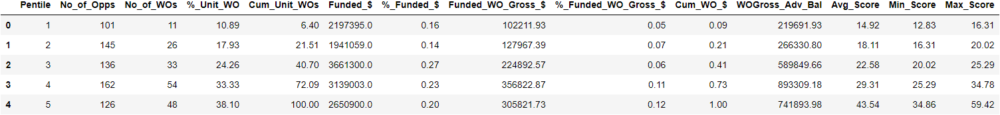 Pentile No_of_Opps No_of_WOs %_Unit_WO Cum_Unit_WOs Funded_$ %_Funded_$ Funded_WO_Gross_$ %_Funded_WO_Gross_$ Cum_WO_$ WOGross_Adv_Bal Avg_Score Min_Score Max_Score
0 1 101 11 10.89 6.40 2197395.0 0.16 102211.93 0.05 0.09 219691.93 14.92 12.83 16.31
1 2 145 26 17.93 21.51 1941059.0 0.14 127967.39 0.07 0.21 266330.80 18.11 16.31 20.02
2 3 136 33 24.26 40.70 3661300.0 0.27 224892.57 0.06 0.41 589849.66 22.58 20.02 25.29
3 4 162 54 33.33 72.09 3139003.0 0.23 356822.87 0.11 0.73 893309.18 29.31 25.29 34.78
4 5 126 48 38.10 100.00 2650900.0 0.20 305821.73 0.12 1.00 741893.98 43.54 34.86 59.42